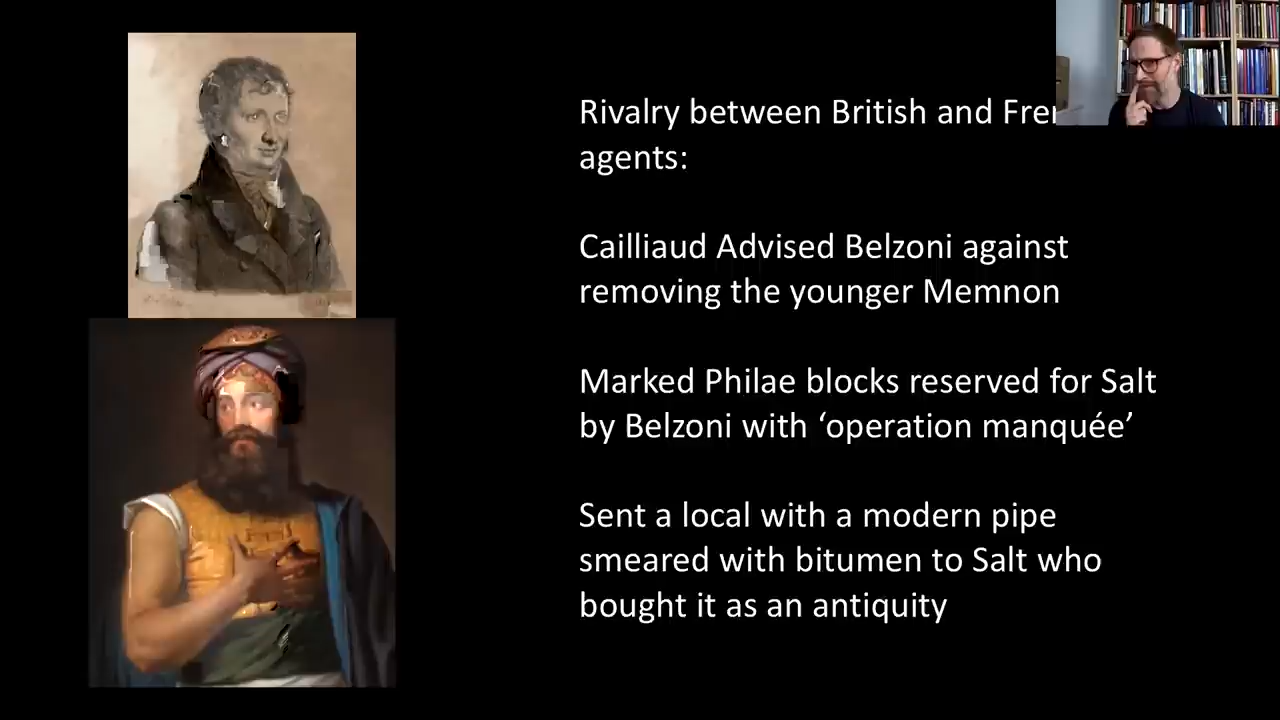 Rivalry between British and
agents:
Cailliaud Advised Belzoni against
removing the younger Memnon
Marked Philae blocks reserved for Salt
by Belzoni with ‘operation manquée’
Sent a local with a modern pipe
smeared with bitumen to Salt who
bought it as an antiquity